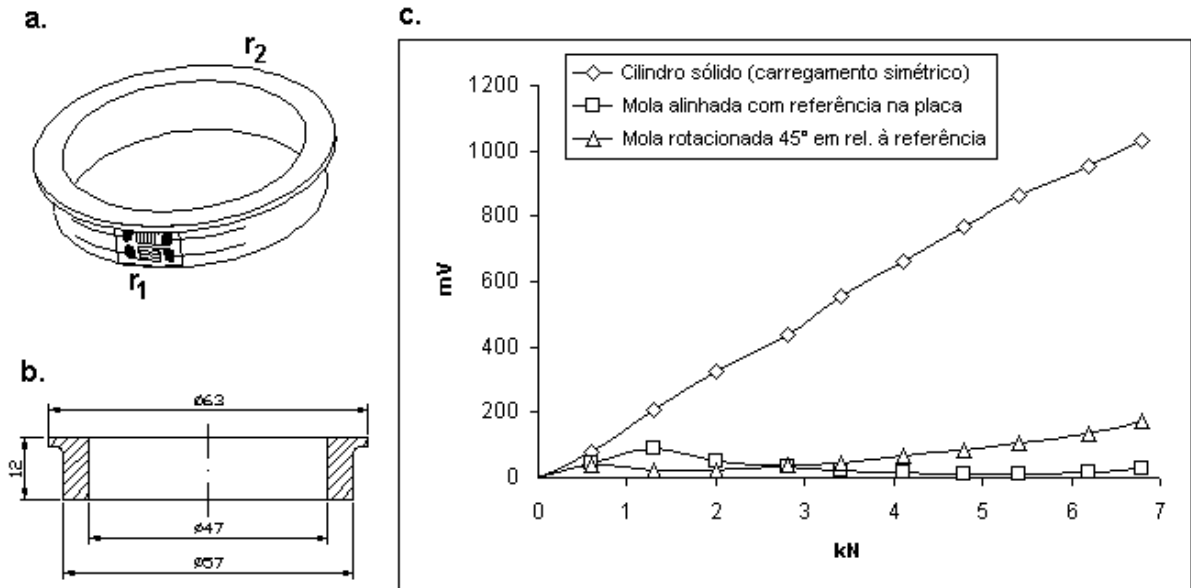 a.
r2
r1
b.
ø63
12
ø47
ø57
c.
Cilindro sólido (carregamento simétrico)
Mola alinhada com referência na placa
Mola rotacionada 45° em rel. à referência
1200
1000
800
600
400
200
0
mV
0 1 2 3 4 5 6 7
kN